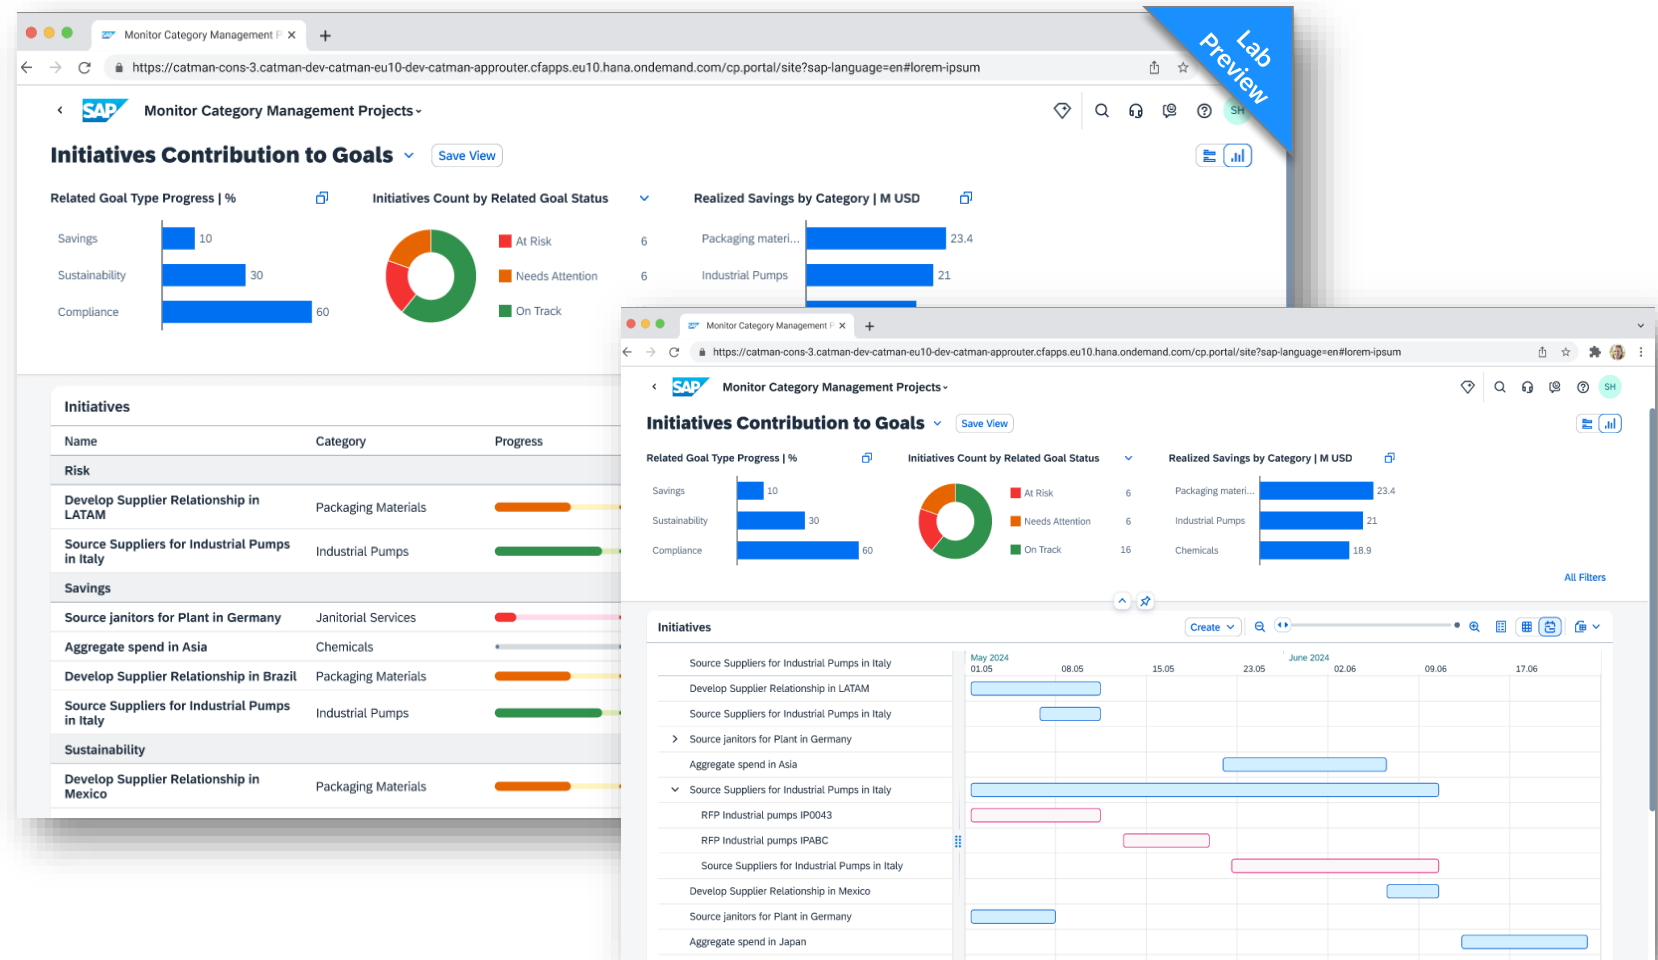 Lab
Preview
Monitor Category Management P
https://catman-cons-3.catman-dev-catman-eu10-dev-catman-approuter.cfapps.eu10.hana.ondemand.com/cp.portal/site?sap-language=en#lorem-ipsum
SAP Monitor Category Management Projects
SH
Initiatives Contribution to Goals Save View
Related Goal Type Progress | % Initiatives Count by Related Goal Status Realized Savings by Category | M USD
Savings 10 At Risk 6 Packaging materi... 23.4
Sustainability 30 Needs Attention 6 Industrial Pumps 21
Compliance 60 On Track
Initiatives
Name Category Progress
Risk
Develop Supplier Relationship in
LATAM
Packaging Materials
Source Suppliers for Industrial Pumps
in Italy
Industrial Pumps
Savings
Source janitors for Plant in Germany Janitorial Services
Aggregate spend in Asia Chemicals
Develop Supplier Relationship in Brazil Packaging Materials
Source Suppliers for Industrial Pumps
in Italy
Industrial Pumps
Sustainability
Develop Supplier Relationship in
Mexico
Packaging Materials
Monitor Category Management P
https://catman-cons-3.catman-dev-catman-eu10-dev-catman-approuter.cfapps.eu10.hana.ondemand.com/cp.portal/site?sap-language=en#lorem-ipsum
SAP Monitor Category Management Projects
SH
Initiatives Contribution to Goals Save View
Related Goal Type Progress | % Initiatives Count by Related Goal Status Realized Savings by Category | M USD
Savings 10 At Risk 6 Packaging materi... 23.4
Sustainability 30 Needs Attention 6 Industrial Pumps 21
Compliance 60 On Track 16 Chemicals 18.9
All Filters
Initiatives Create
May 2024 June 2024
Source Suppliers for Industrial Pumps in Italy 01.05 08.05 15.05 23.05 02.06 09.06 17.06
Develop Supplier Relationship in LATAM
Source Suppliers for Industrial Pumps in Italy
Source janitors for Plant in Germany
Aggregate spend in Asia
Source Suppliers for Industrial Pumps in Italy
RFP Industrial pumps IP0043
RFP Industrial pumps IPABC
Source Suppliers for Industrial Pumps in Italy
Develop Supplier Relationship in Mexico
Source janitors for Plant in Germany
Aggregate spend in Japan